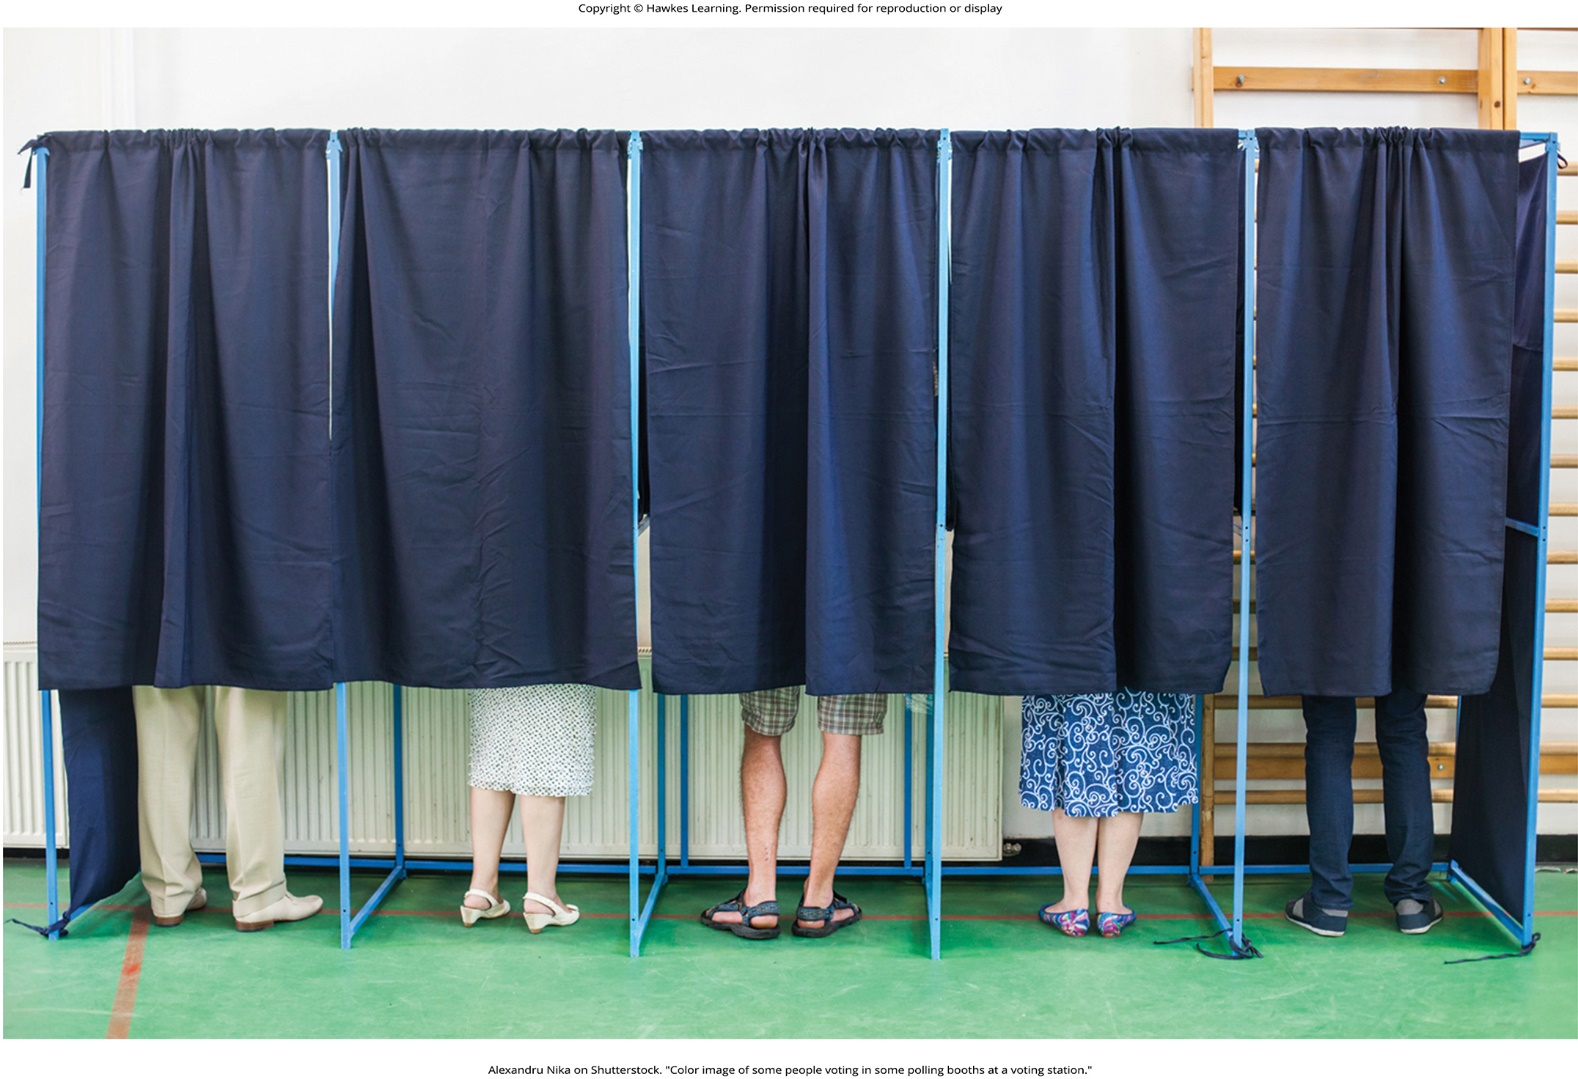 Copyright © Hawkes Learning. Permission required for reproduction or display
Alexandru Nika on Shutterstock. "Color image of some people voting in some polling booths at a voting station."